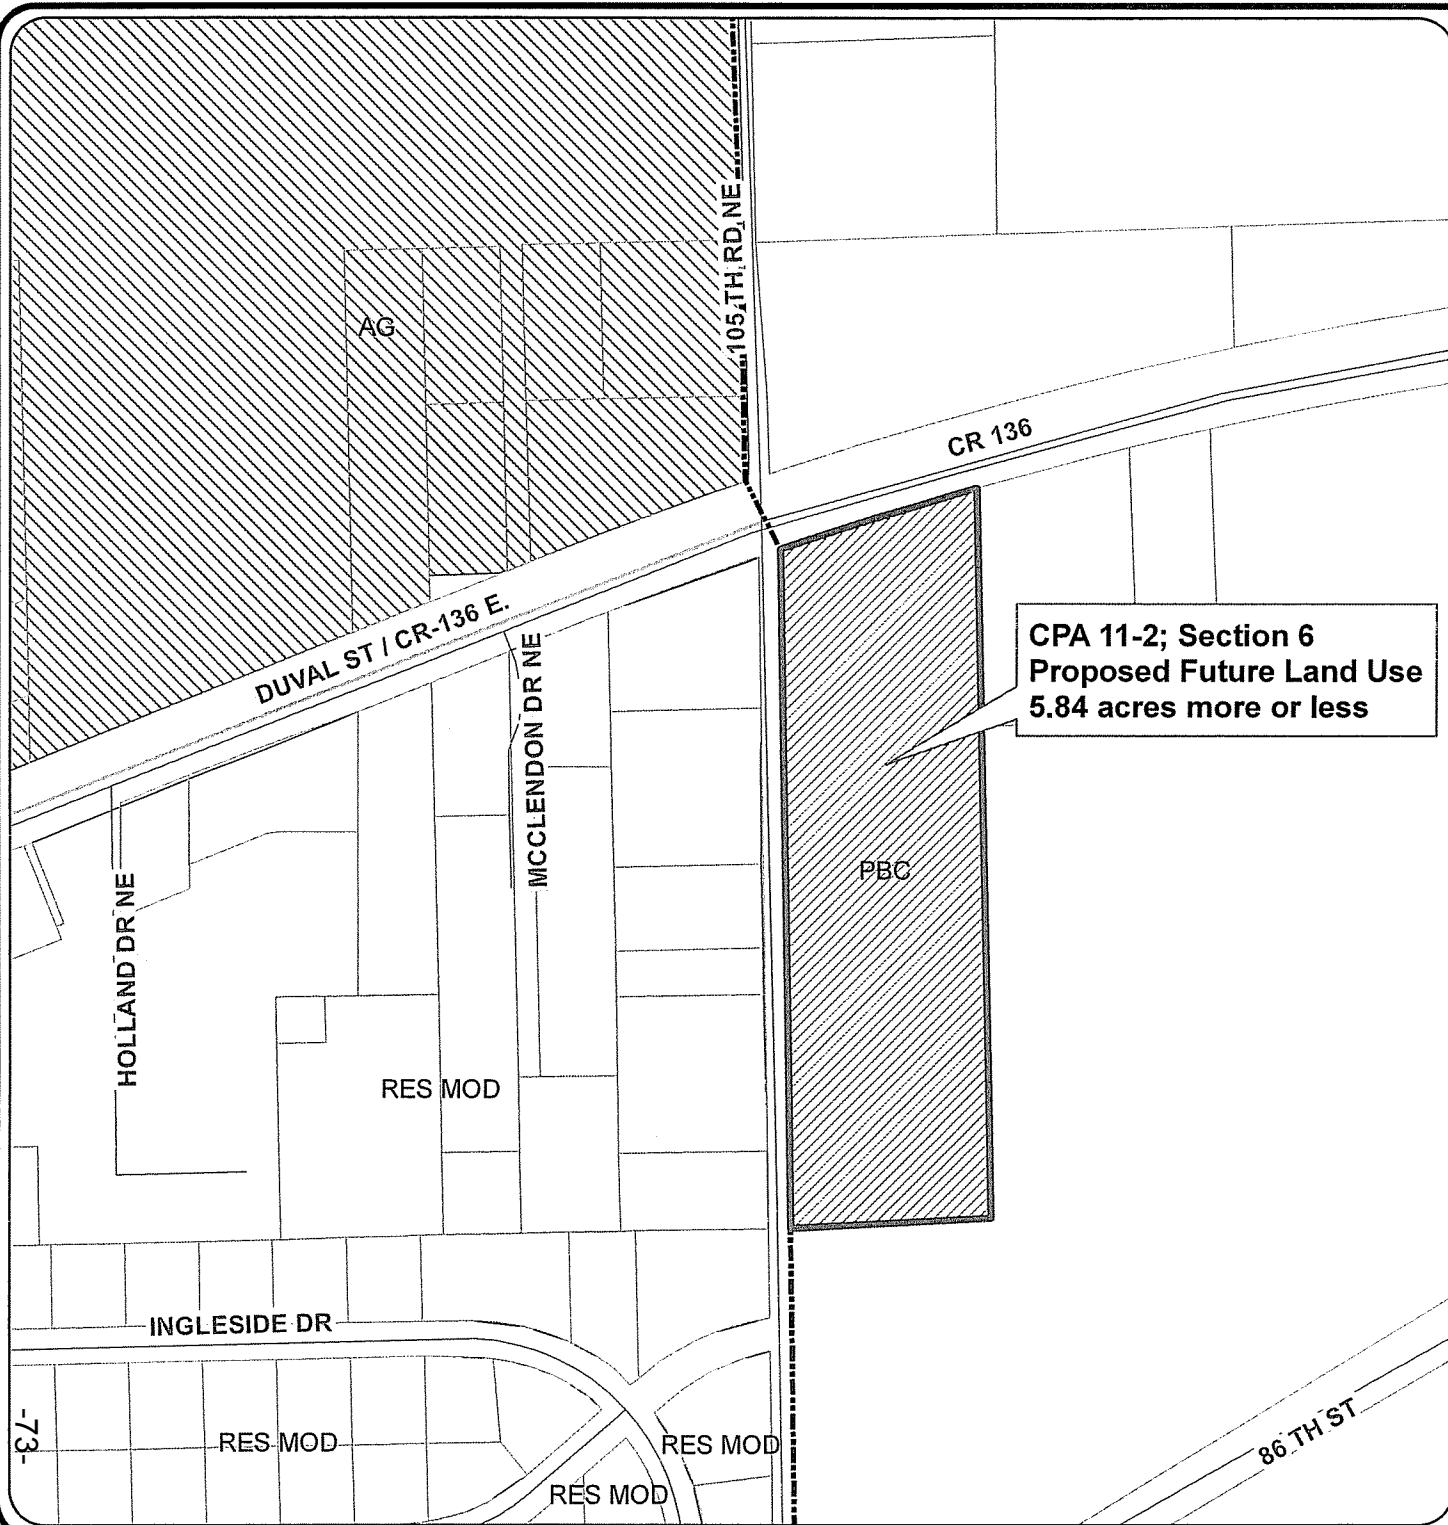 105 TH RD NE
AG
CR 136
DUVAL ST / CR-136 E.
CPA 11-2; Section 6
Proposed Future Land Use
5.84 acres more or less
MCCLENDON DR NE
PBC
HOLLAND DR NE
RES MOD
INGLESIDE DR
-73-
RES MOD
RES MOD
RES MOD
86 TH ST